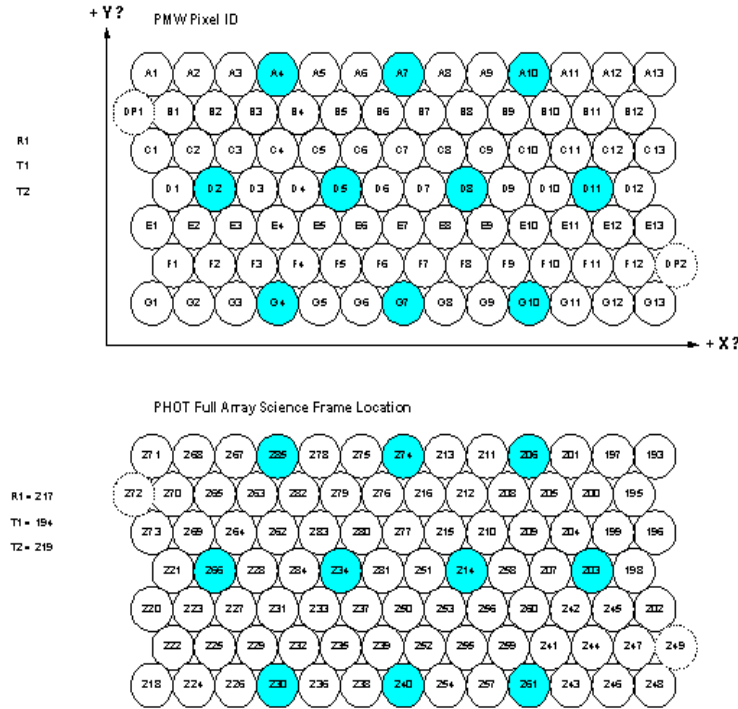 + Y?
PMW Pixel ID
A1 A2 A3 A4 A5 A6 A7 A8 A9 A10 A11 A12 A13
DP1 B1 B2 B3 B4 B5 B6 B7 B8 B9 B10 B11 B12
R1
C1 C2 C3 C4 C5 C6 C7 C8 C9 C10 C11 C12 C13
T1
T2
D1 D2 D3 D4 D5 D6 D7 D8 D9 D10 D11 D12
E1 E2 E3 E4 E5 E6 E7 E8 E9 E10 E11 E12 E13
F1 F2 F3 F4 F5 F6 F7 F8 F9 F10 F11 F12 DP2
G1 G2 G3 G4 G5 G6 G7 G8 G9 G10 G11 G12 G13
+ X?
PHOT Full Array Science Frame Location
271 268 267 285 278 275 274 213 211 206 201 197 193
272 270 265 263 282 279 276 216 212 208 205 200 195
R1 = 217
T1 = 194
273 269 264 262 283 280 277 215 210 209 204 199 196
T2 = 219
221 266 228 284 234 281 251 214 258 207 203 198
220 223 227 231 233 237 250 253 256 260 242 245 202
222 225 229 232 235 239 252 255 259 241 244 247 249
218 224 226 230 236 238 240 254 257 261 243 246 248